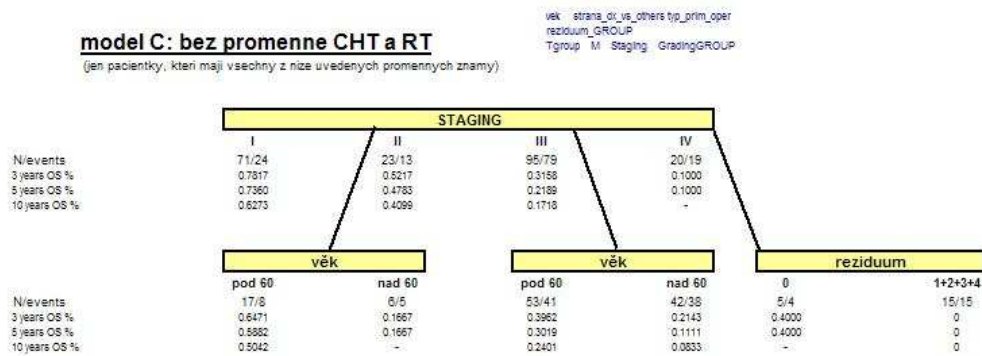 vek strana_dx_vs_others typ_prim_oper
reziduum_GROUP
Tgroup M Staging GradingGROUP
model C: bez promenne CHT a RT
(jen pacientky, kteri maji vsechny z nize uvedenych promennych znamy)
STAGING
I II III IV
N/events 71/24 23/13 95/79 20/19
3 years OS % 0.7817 0.5217 0.3158 0.1000
5 years OS % 0.7360 0.4783 0.2189 0.1000
10 years OS % 0.6273 0.4099 0.1718 -
věk věk reziduum
pod 60 nad 60 pod 60 nad 60 0 1+2+3+4
N/events 17/8 6/5 53/41 42/38 5/4 15/15
3 years OS % 0.6471 0.1667 0.3962 0.2143 0.4000 0
5 years OS % 0.5882 0.1667 0.3019 0.1111 0.4000 0
10 years OS % 0.5042 - 0.2401 0.0833 - 0